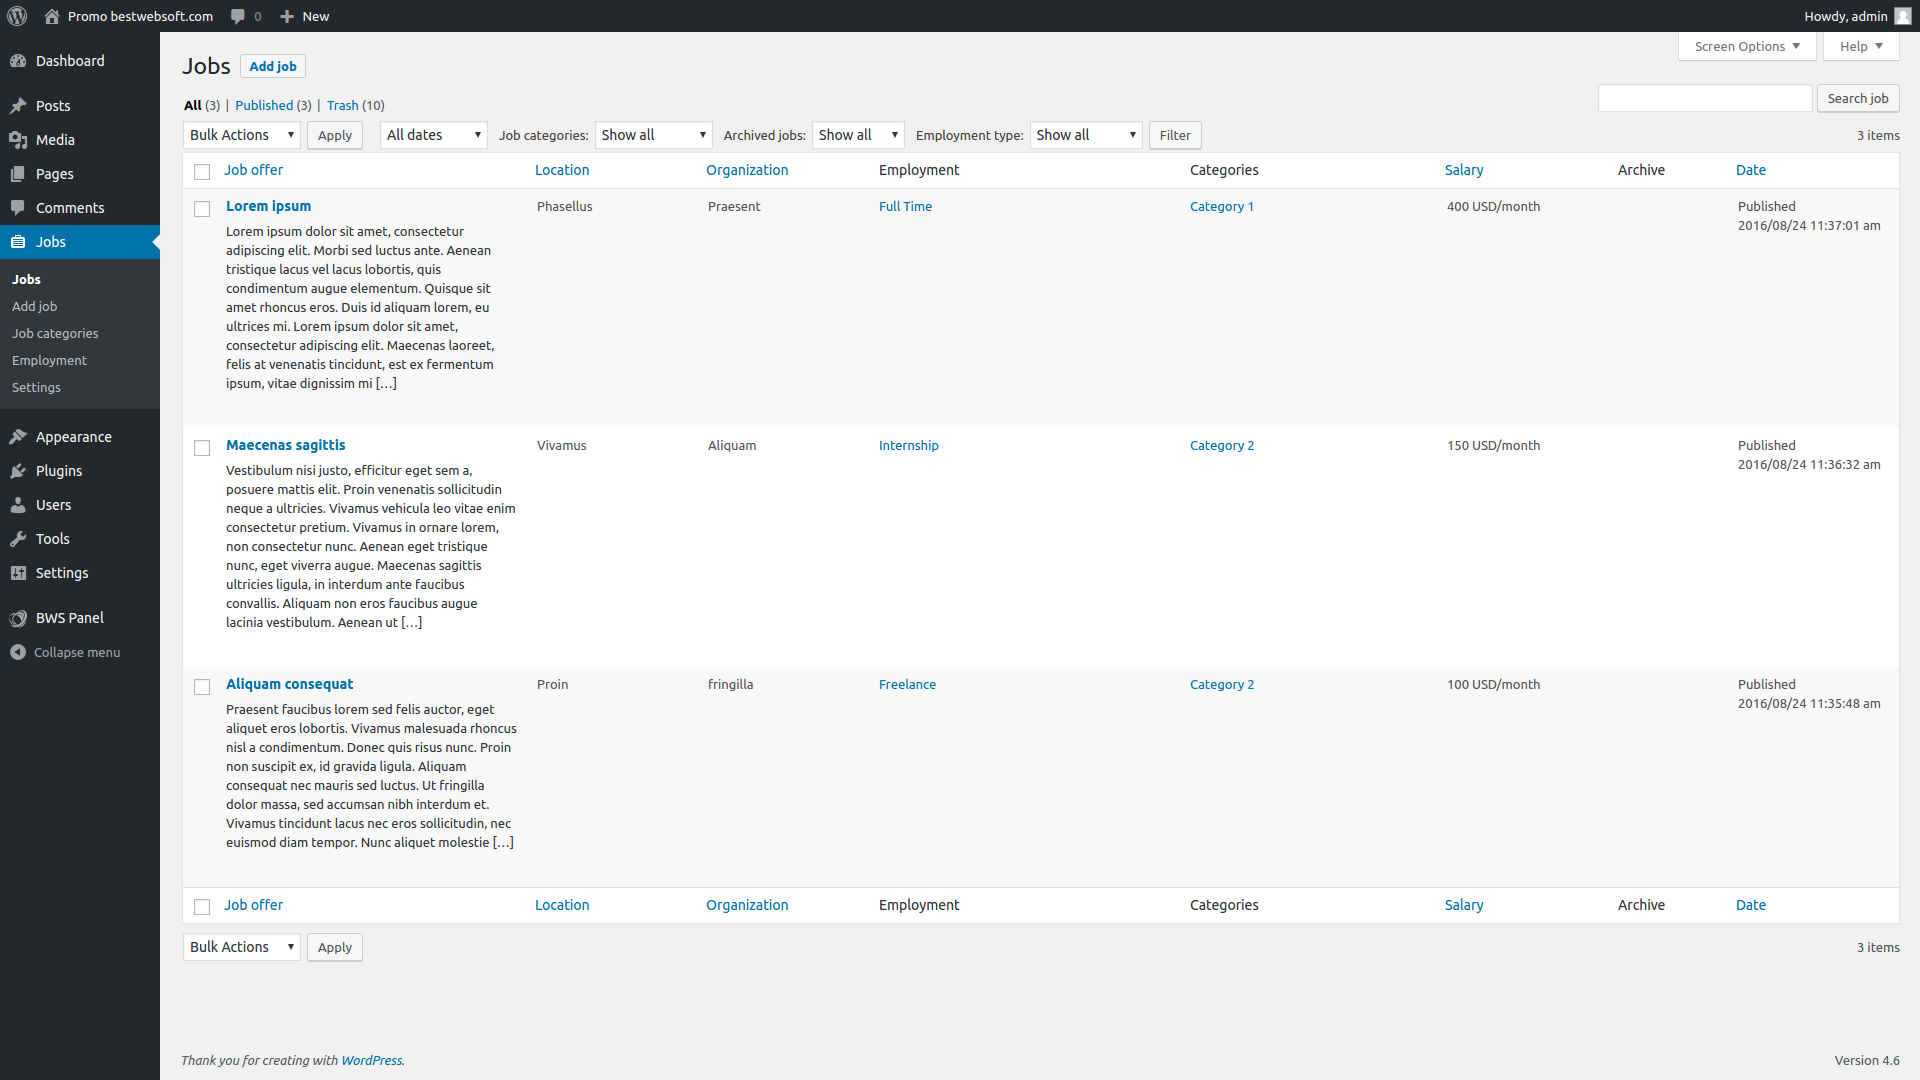 Promo bestwebsoft.com 0 New Howdy, admin
Screen Options Help
Dashboard
Posts
Media
Pages
Comments
Jobs
Jobs
Add job
Job categories
Employment
Settings
Appearance
Plugins
Users
Tools
Settings
BWS Panel
Collapse menu
Jobs Add job
All (3) | Published (3) | Trash (10)
Search job
Bulk Actions Apply All dates Job categories: Show all Archived jobs: Show all Employment type: Show all Filter 3 items
Job offer Location Organization Employment Categories Salary Archive Date
Lorem ipsum Phasellus Praesent Full Time Category 1 400 USD/month Published
2016/08/24 11:37:01 am
Lorem ipsum dolor sit amet, consectetur
adipiscing elit. Morbi sed luctus ante. Aenean
tristique lacus vel lacus lobortis, quis
condimentum augue elementum. Quisque sit
amet rhoncus eros. Duis id aliquam lorem, eu
ultrices mi. Lorem ipsum dolor sit amet,
consectetur adipiscing elit. Maecenas laoreet,
felis at venenatis tincidunt, est ex fermentum
ipsum, vitae dignissim mi […]
Maecenas sagittis Vivamus Aliquam Internship Category 2 150 USD/month Published
2016/08/24 11:36:32 am
Vestibulum nisi justo, efficitur eget sem a,
posuere mattis elit. Proin venenatis sollicitudin
neque a ultricies. Vivamus vehicula leo vitae enim
consectetur pretium. Vivamus in ornare lorem,
non consectetur nunc. Aenean eget tristique
nunc, eget viverra augue. Maecenas sagittis
ultricies ligula, in interdum ante faucibus
convallis. Aliquam non eros faucibus augue
lacinia vestibulum. Aenean ut […]
Aliquam consequat Proin fringilla Freelance Category 2 100 USD/month Published
2016/08/24 11:35:48 am
Praesent faucibus lorem sed felis auctor, eget
aliquet eros lobortis. Vivamus malesuada rhoncus
nisl a condimentum. Donec quis risus nunc. Proin
non suscipit ex, id gravida ligula. Aliquam
consequat nec mauris sed luctus. Ut fringilla
dolor massa, sed accumsan nibh interdum et.
Vivamus tincidunt lacus nec eros sollicitudin, nec
euismod diam tempor. Nunc aliquet molestie […]
Job offer Location Organization Employment Categories Salary Archive Date
Bulk Actions Apply 3 items
Thank you for creating with WordPress. Version 4.6